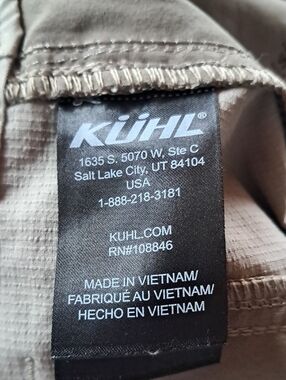 KÜHL®
1635 S. 5070 W, Ste C
Salt Lake City, UT 84104
USA
1-888-218-3181
KUHL.COM
RN#108846
MADE IN VIETNAM/
FABRIQUÉ AU VIETNAM/
HECHO EN VIETNAM